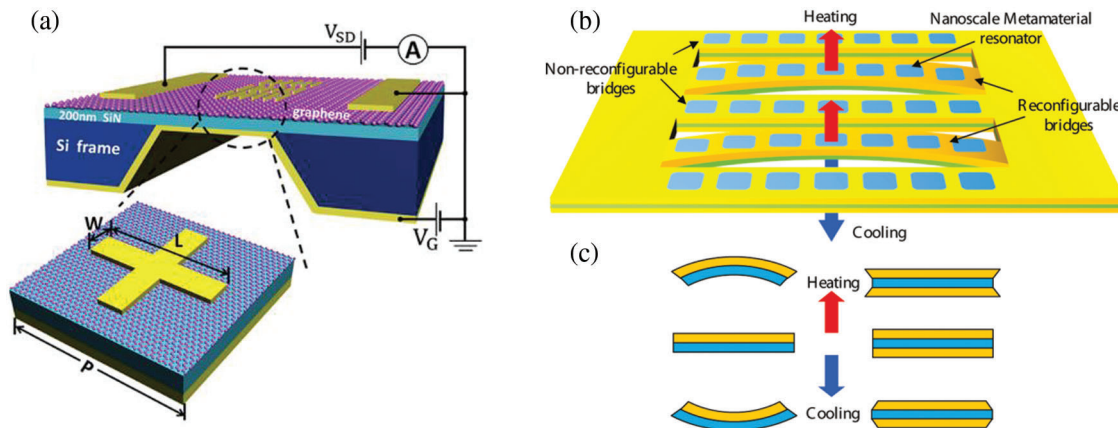 (a)
V_SD
A
200nm SiN
graphene
Si frame
V_G
W
L
P
(b)
Heating
Nanoscale Metamaterial
resonator
Non-reconfigurable
bridges
Reconfigurable
bridges
Cooling
(c)
Heating
Cooling